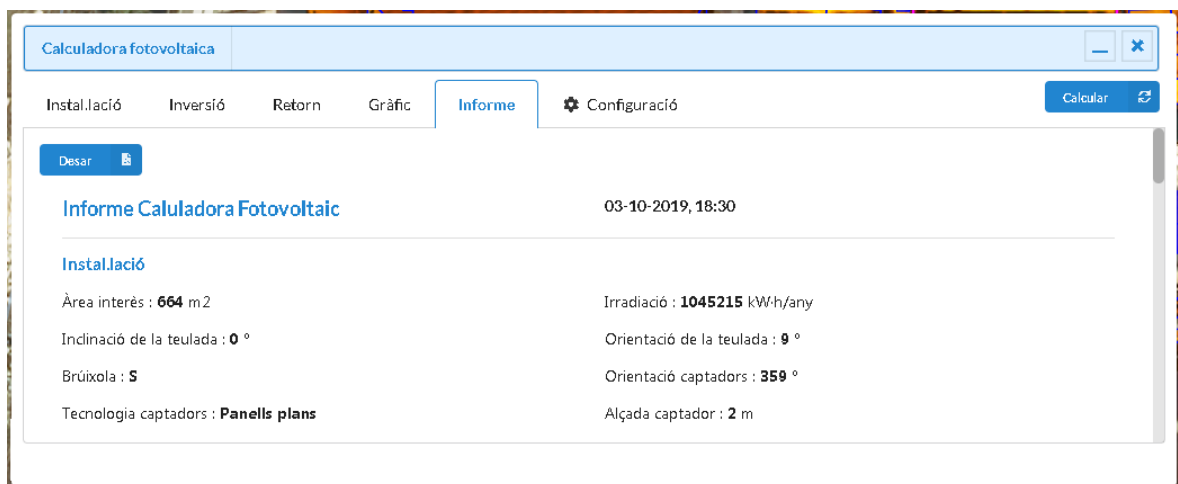 Calculadora fotovoltaica
Instal.lació Inversió Retorn Gràfic Informe Configuració Calcular
Desar
Informe Caluladora Fotovoltaic 03-10-2019, 18:30
Instal.lació
Àrea interès : 664 m2 Irradiació : 1045215 kW·h/any
Inclinació de la teulada : 0 º Orientació de la teulada : 9 º
Brúixola : S Orientació captadors : 359 º
Tecnologia captadors : Panells plans Alçada captador : 2 m